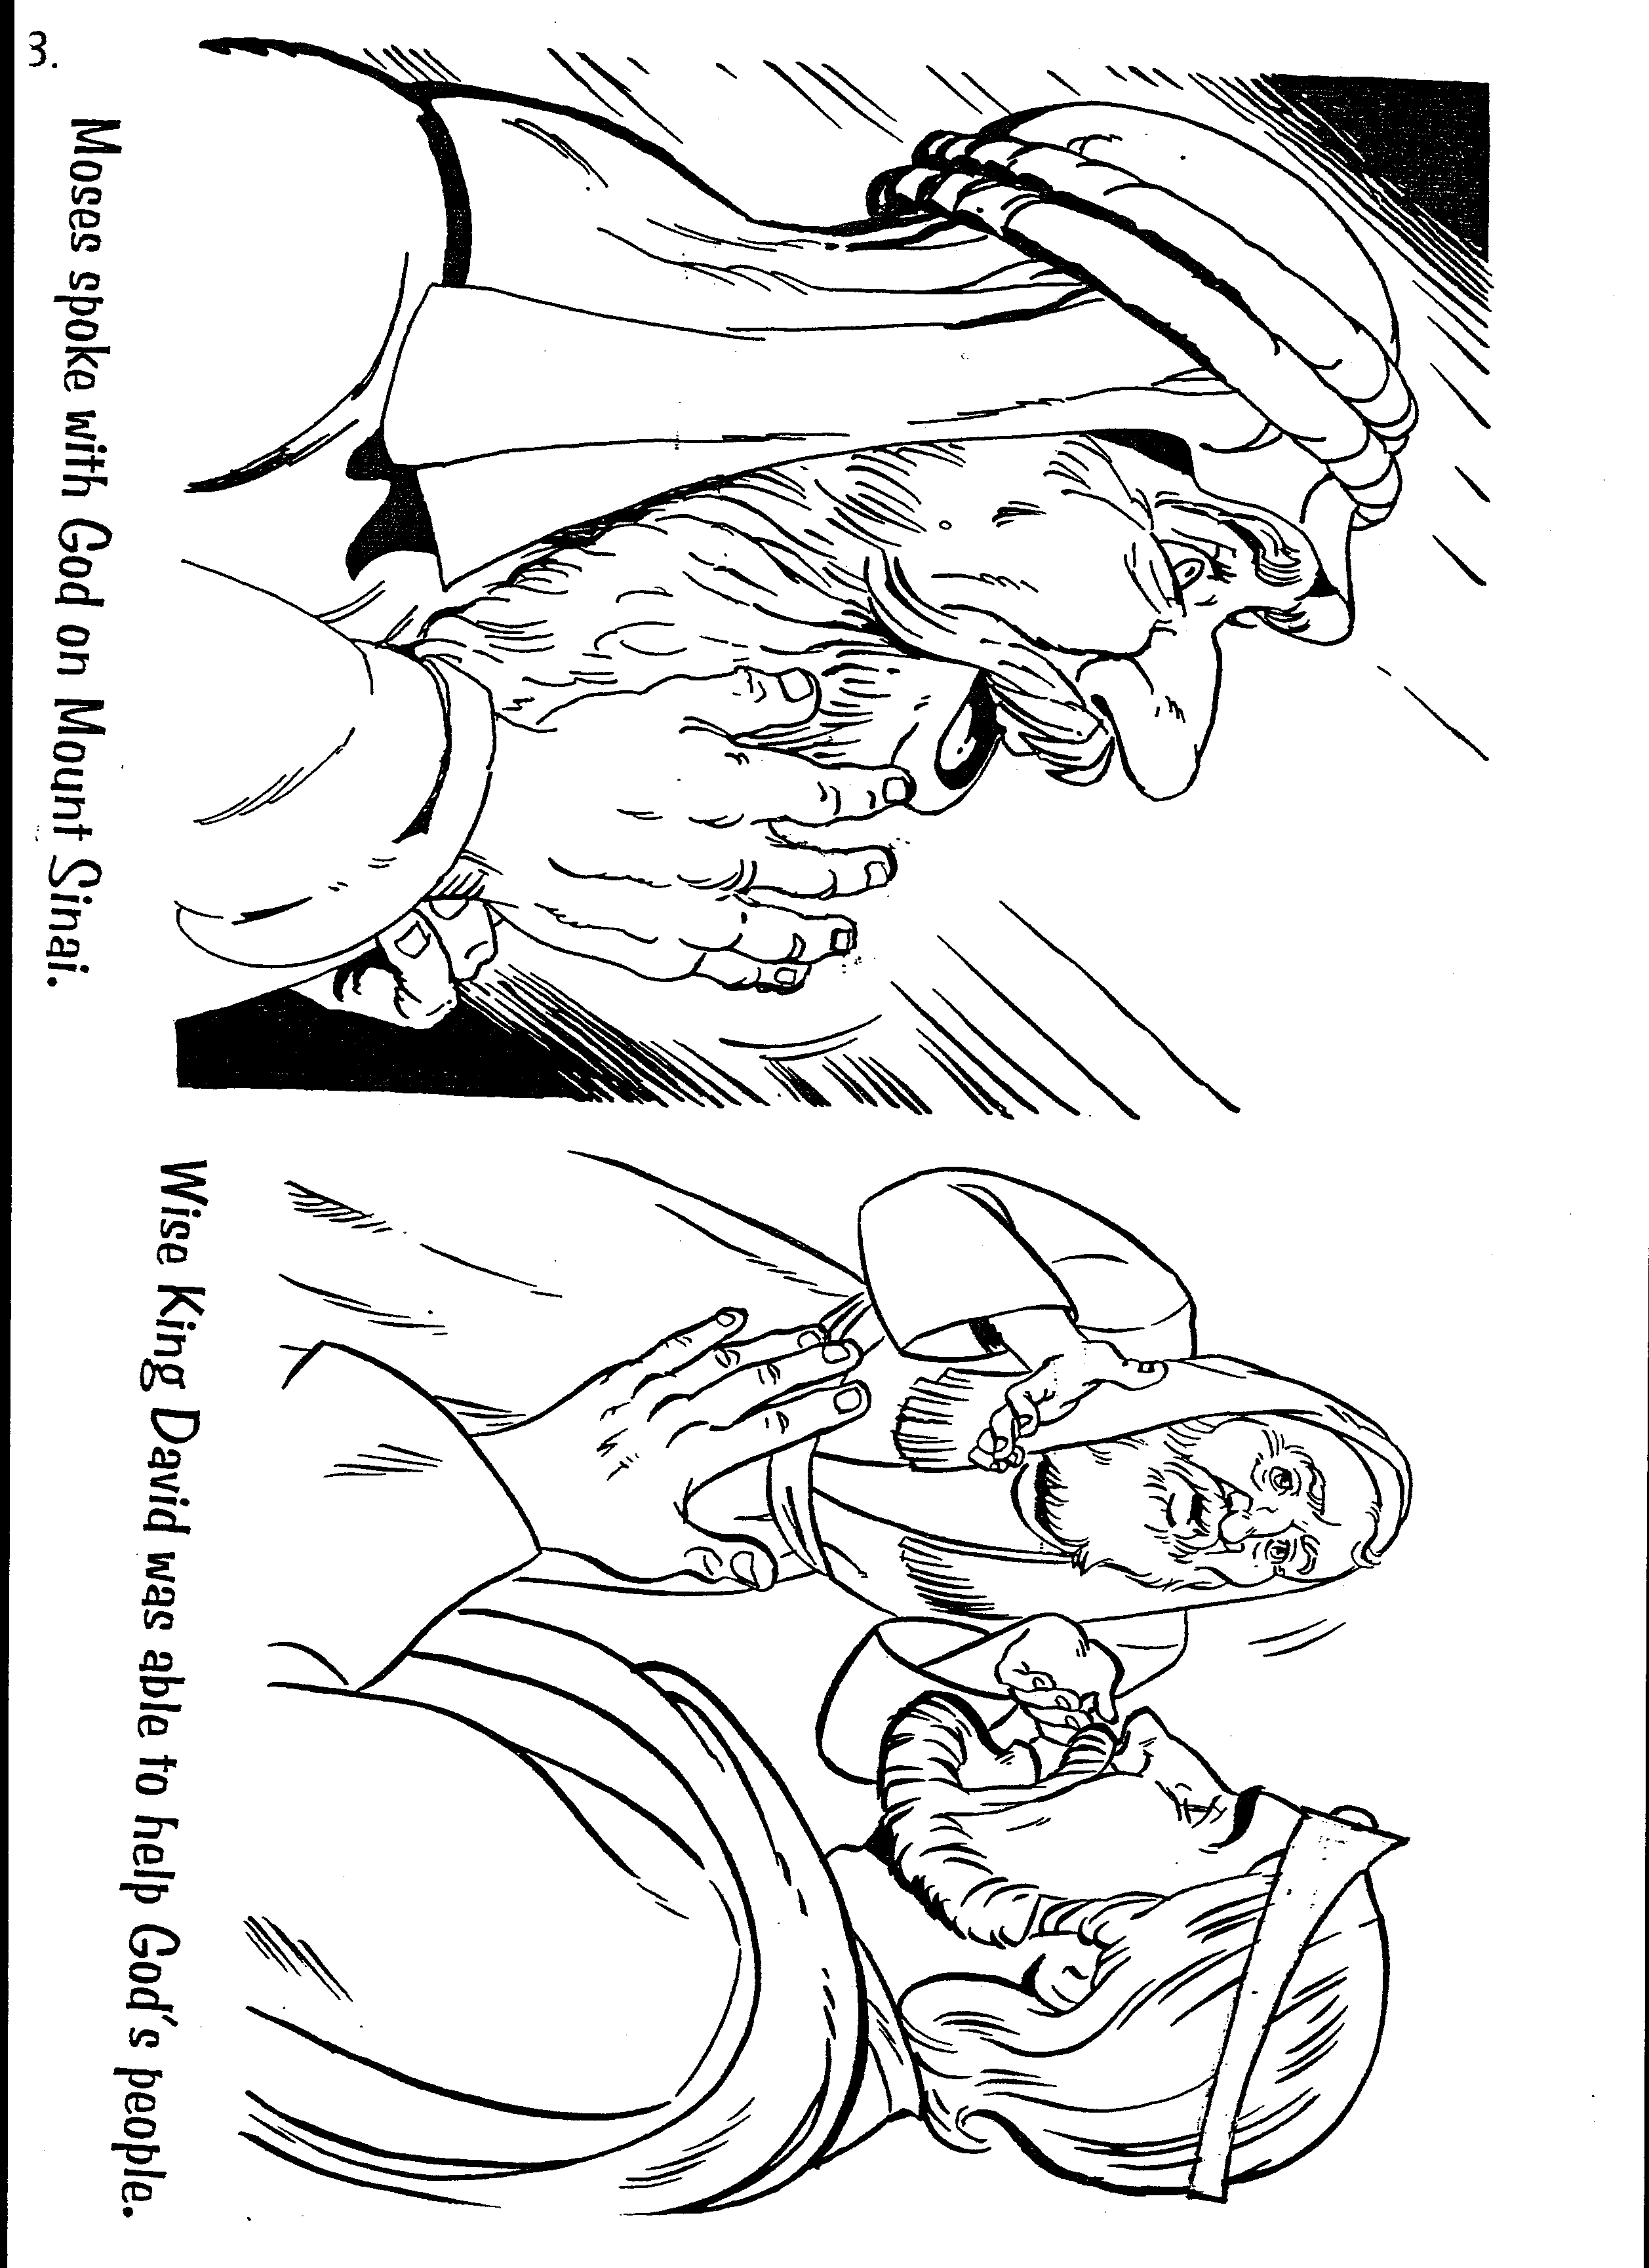 3.
Moses spoke with God on Mount Sinai.
Wise King David was able to help God's people.